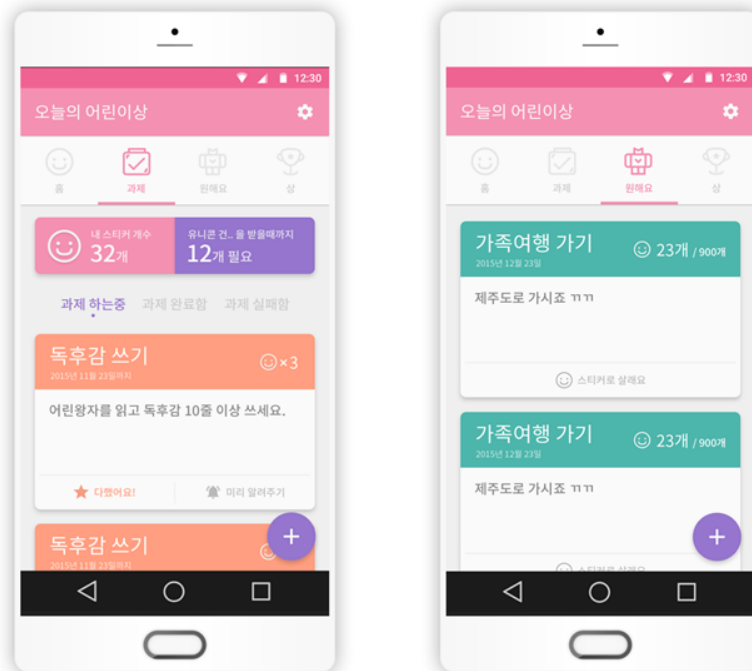 12:30
오늘의 어린이상
홈
과제
원해요
상
내 스티커 개수
32개
유니콘 건.. 을 받을때까지
12개 필요
과제 하는중
과제 완료함
과제 실패함
독후감 쓰기
2015년 11월 23일까지
×3
어린왕자를 읽고 독후감 10줄 이상 쓰세요.
다했어요!
미리 알려주기
독후감 쓰기
2015년 11월 23일까지
12:30
오늘의 어린이상
홈
과제
원해요
상
가족여행 가기
2015년 12월 23일
23개 / 900개
제주도로 가시죠 ㄲㄲ
스티커로 살래요
가족여행 가기
2015년 12월 23일
23개 / 900개
제주도로 가시죠 ㄲㄲ
스티커로 살래요